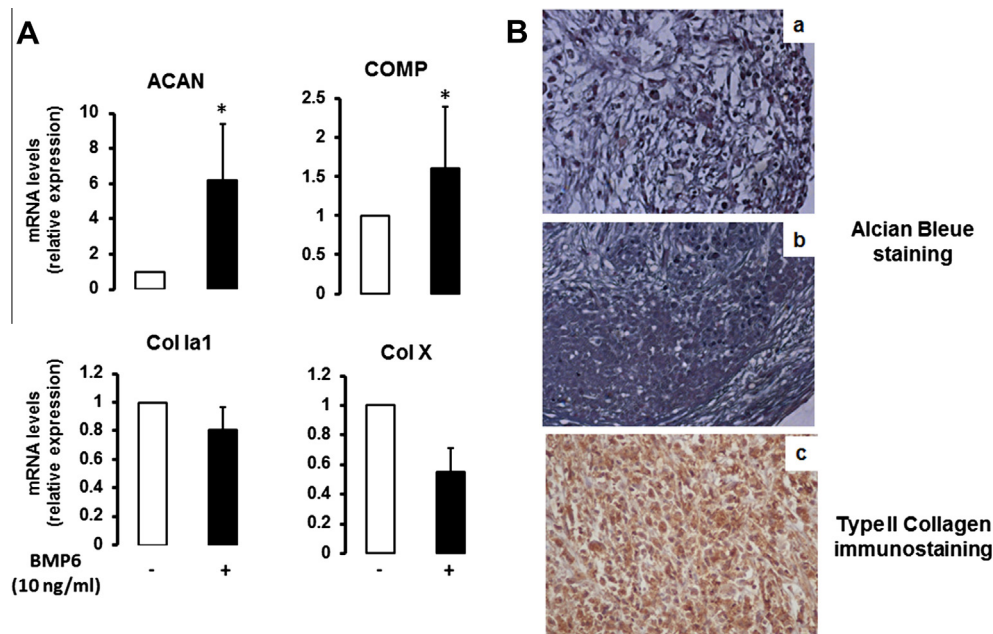 A
ACAN
mRNA levels
(relative expression)
10
8
6
4
2
0
*
COMP
2.5
2
1.5
1
0.5
0
*
Col Ia1
mRNA levels
(relative expression)
1.2
1
0.8
0.6
0.4
0.2
0
Col X
1.2
1
0.8
0.6
0.4
0.2
0
BMP6
(10 ng/ml)
- + - +
B
a
b
Alcian Bleue
staining
c
Type II Collagen
immunostaining